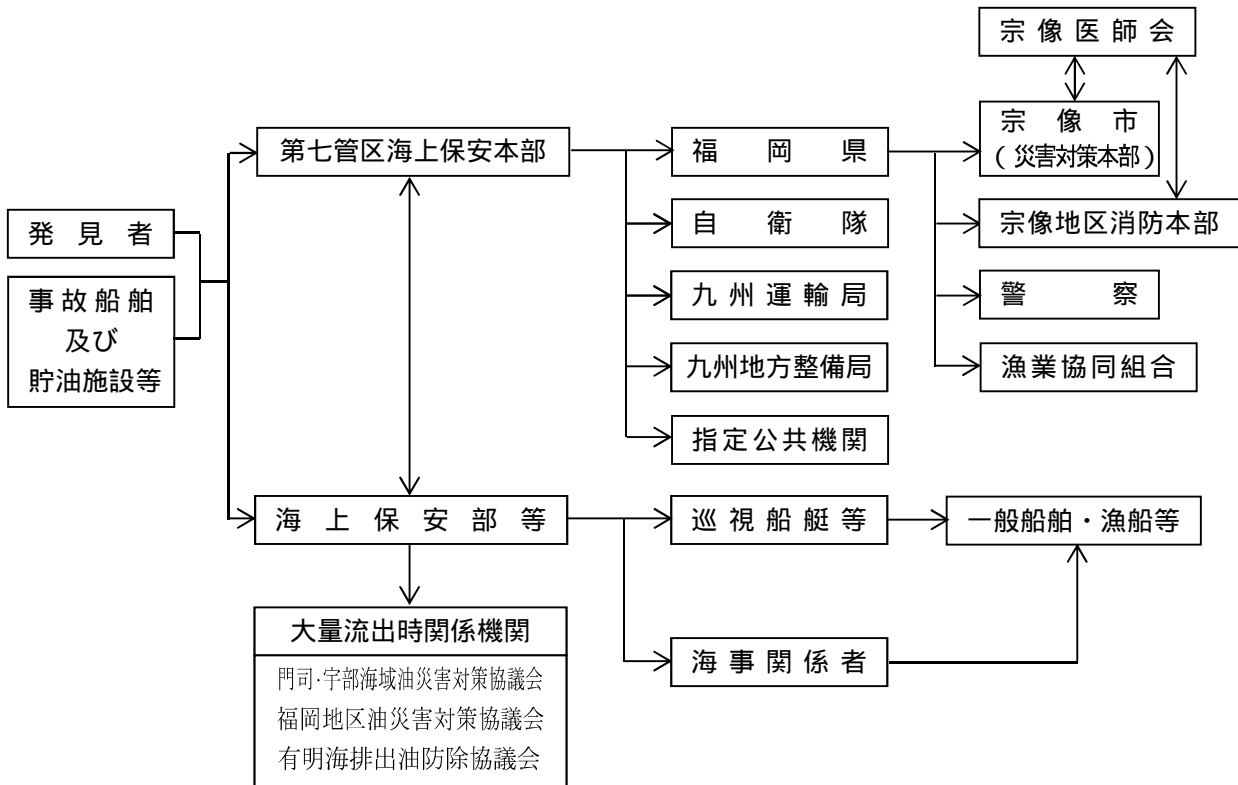 宗像医師会
宗像市
(災害対策本部)
第七管区海上保安本部
福岡県
発見者
自衛隊
宗像地区消防本部
事故船舶
及び
貯油施設等
九州運輸局
警察
九州地方整備局
漁業協同組合
指定公共機関
海上保安部等
巡視船艇等
一般船舶・漁船等
大量流出時関係機関
門司・宇部海域油災害対策協議会
福岡地区油災害対策協議会
有明海排出油防除協議会
海事関係者